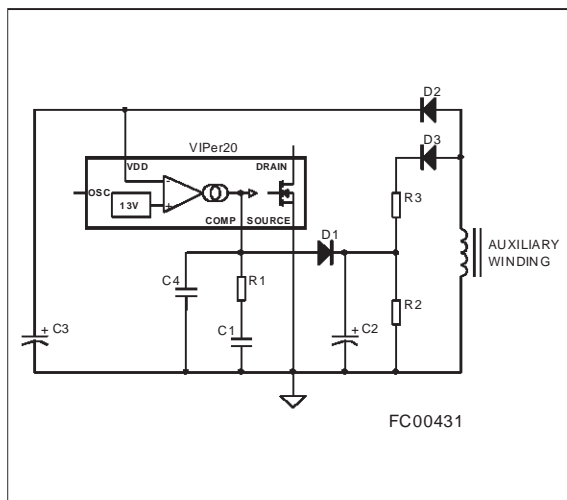 D2
VIPer20
D3
VDD
DRAIN
OSC
-
13V
+
R3
COMP SOURCE
D1
AUXILIARY
WINDING
C4
R1
R2
+ C3
C1
+ C2
FC00431